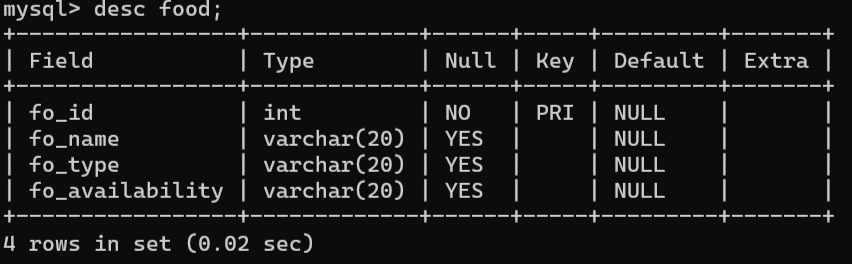 mysql> desc food;
+-----------------+-------------+------+-----+---------+-------+
| Field           | Type        | Null | Key | Default | Extra |
+-----------------+-------------+------+-----+---------+-------+
| fo_id           | int         | NO   | PRI | NULL    |       |
| fo_name         | varchar(20) | YES  |     | NULL    |       |
| fo_type         | varchar(20) | YES  |     | NULL    |       |
| fo_availability | varchar(20) | YES  |     | NULL    |       |
+-----------------+-------------+------+-----+---------+-------+
4 rows in set (0.02 sec)